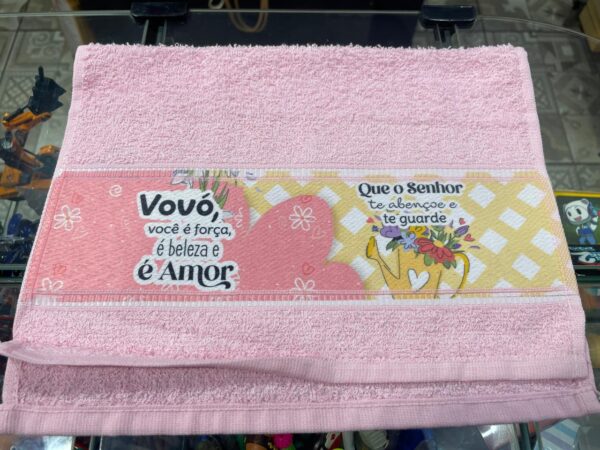 Vovó,
você é força,
é beleza e
é Amor
Que o Senhor
te abençoe e
te guarde